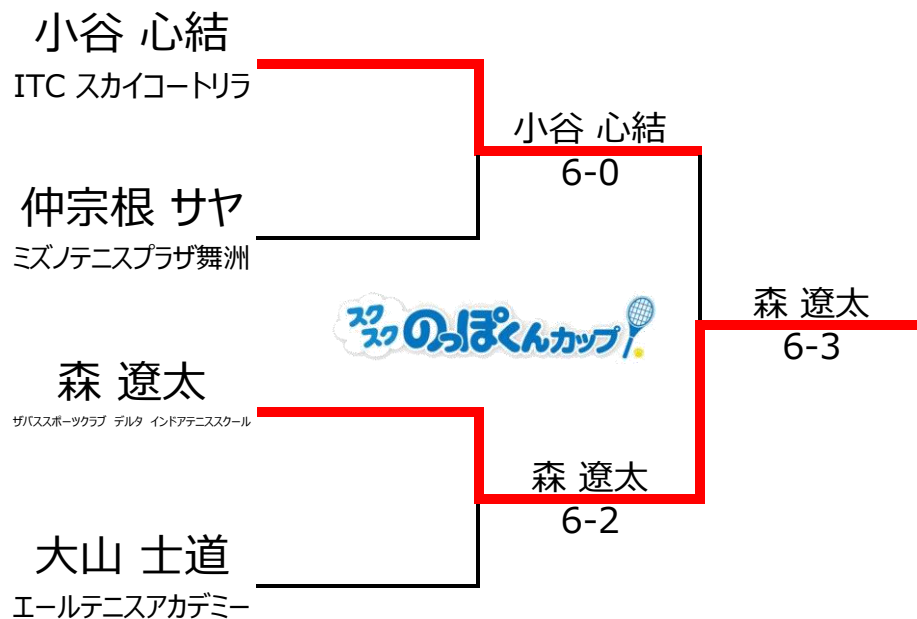 小谷 心結
ITC スカイコートリラ
小谷 心結
6-0
仲宗根 サヤ
ミズノテニスプラザ舞洲
スク
スク のっぽくんカップ
森 遼太
6-3
森 遼太
ザバススポーツクラブ デルタ インドアテニススクール
森 遼太
6-2
大山 士道
エールテニスアカデミー